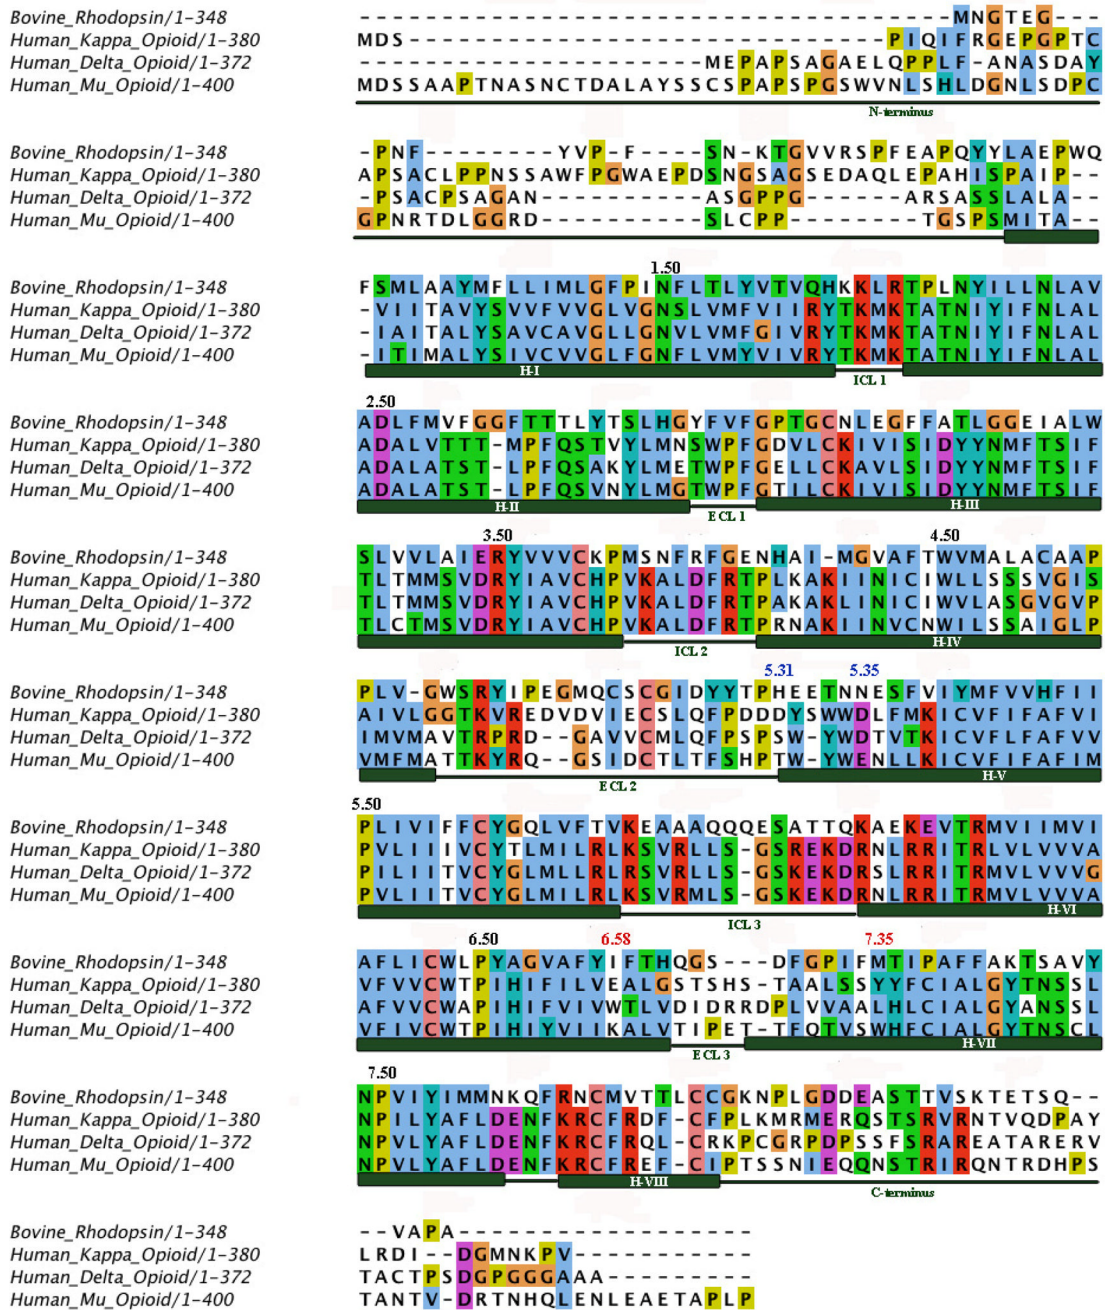 Bovine_Rhodopsin/1-348 ------------------------------------MNGTEG---
Human_Kappa_Opioid/1-380 MDS-----------------------------PIQIFRGEPGPTC
Human_Delta_Opioid/1-372 ---------------------MEPAPSAGAELQPPLF-ANASDAY
Human_Mu_Opioid/1-400 MDSSAAPTNASNCTDALAYSSCSPAPSPGSWVNLSHLDGNLSDPC
N-terminus
Bovine_Rhodopsin/1-348 -PNF--------YVP-F----SN-KTGVVRSPFEAPQYYLAEPWQ
Human_Kappa_Opioid/1-380 APSACLPPNSSAWFPGWAEPDSNGSAGSEDAQLEPAHISPAIP--
Human_Delta_Opioid/1-372 -PSACPSAGAN----------ASGPPG------ARSASSLALA--
Human_Mu_Opioid/1-400 GPNRTDLGGRD----------SLCPP--------TGSPSMITA--
1.50
Bovine_Rhodopsin/1-348 FSMLAAYMFLLIMLGFPINFLTLYVTVQHKKLRTPLNYILLNLAV
Human_Kappa_Opioid/1-380 -VIITAVYSVVFVVGLVGNSLVMFVIIRYTKMKTATNIYIFNLAL
Human_Delta_Opioid/1-372 -IAITALYSAVCAVGLLGNVLVMFGIVRYTKMKTATNIYIFNLAL
Human_Mu_Opioid/1-400 -ITIMALYSIVCVVGLFGNFLVMYVIVRYTKMKTATNIYIFNLAL
H-I ICL 1
2.50
Bovine_Rhodopsin/1-348 ADLFMVFGGFTTTLYTSLHGYFVFGPTGCNLEGFFATLGGEIALW
Human_Kappa_Opioid/1-380 ADALVTTT-MPFQSTVYLMNSWPFGDVLCKIVISIDYYNMFTSIF
Human_Delta_Opioid/1-372 ADALATST-LPFQSAKYLMETWPFGELLCKAVLSIDYYNMFTSIF
Human_Mu_Opioid/1-400 ADALATST-LPFQSVNYLMGTWPFGTILCKIVISIDYYNMFTSIF
H-II ECL 1 H-III
3.50 4.50
Bovine_Rhodopsin/1-348 SLVVLAIERYVVVCKPMSNFRFGENHAI-MGVAFTWVMALACAAP
Human_Kappa_Opioid/1-380 TLTMMSVDRYIAVCHPVKALDFRTPLKAKIINICIWLLSSSVGIS
Human_Delta_Opioid/1-372 TLTMMSVDRYIAVCHPVKALDFRTPAKAKLINICIWVLASGVGVP
Human_Mu_Opioid/1-400 TLCTMSVDRYIAVCHPVKALDFRTPRNAKIINVCNWILSSAIGLP
ICL 2 H-IV
5.31 5.35
Bovine_Rhodopsin/1-348 PLV-GWSRYIPEGMQCSCGIDYYTPHEETNNESFVIYMFVVHFII
Human_Kappa_Opioid/1-380 AIVLGGTKVREDVDVIECSLQFPDDDYSWWDLFMKICVFIFAFVI
Human_Delta_Opioid/1-372 IMVMAVTRPRD--GAVVCMLQFPSPSW-YWDTVTKICVFLFAFVV
Human_Mu_Opioid/1-400 VMFMATTKYRQ--GSIDCTLTFSHPTW-YWENLLKICVFIFAFIM
ECL 2 H-V
5.50
Bovine_Rhodopsin/1-348 PLIVIFFCYGQLVFTVKEAAAQQQESATTQKAEKEVTRMVIIMVI
Human_Kappa_Opioid/1-380 PVLIIIVCYTLMILRLKSVRLLS-GSREKDRNLRRITRLVLVVVA
Human_Delta_Opioid/1-372 PILIITVCYGLMLLRLRSVRLLS-GSKEKDRSLRRITRMVLVVVG
Human_Mu_Opioid/1-400 PVLIITVCYGLMILRLKSVRMLS-GSKEKDRNLRRITRMVLVVVA
ICL 3 H-VI
6.50 6.58 7.35
Bovine_Rhodopsin/1-348 AFLICWLPYAGVAFYIFTHQGS---DFGPIFMTIPAFFAKTSAVY
Human_Kappa_Opioid/1-380 VFVVCWTPIHIFILVEALGSTSHS-TAALSSYYFCIALGYTNSSL
Human_Delta_Opioid/1-372 AFVVCWAPIHIFVIVWTLVDIDRRDPLVVAALHLCIALGYANSSL
Human_Mu_Opioid/1-400 VFIVCWTPIHIYVIIKALVTIPET-TFQTVSWHFCIALGYTNSCL
ECL 3 H-VII
7.50
Bovine_Rhodopsin/1-348 NPVIYIMMNKQFRNCMVTTLCCGKNPLGDDEASTTVSKTETSQ--
Human_Kappa_Opioid/1-380 NPILYAFLDENFKRCFRDF-CFPLKMRMERQSTSRVRNTVQDPAY
Human_Delta_Opioid/1-372 NPVLYAFLDENFKRCFRQL-CRKPCGRPDPSSFSRAREATARERV
Human_Mu_Opioid/1-400 NPVLYAFLDENFKRCFREF-CIPTSSNIEQQNSTRIRQNTRDHPS
H-VIII C-terminus
Bovine_Rhodopsin/1-348 --VAPA------------------
Human_Kappa_Opioid/1-380 LRDI--DGMNKPV-----------
Human_Delta_Opioid/1-372 TACTPSDGPGGGAAA---------
Human_Mu_Opioid/1-400 TANTV-DRTNHQLENLEAETAPLP